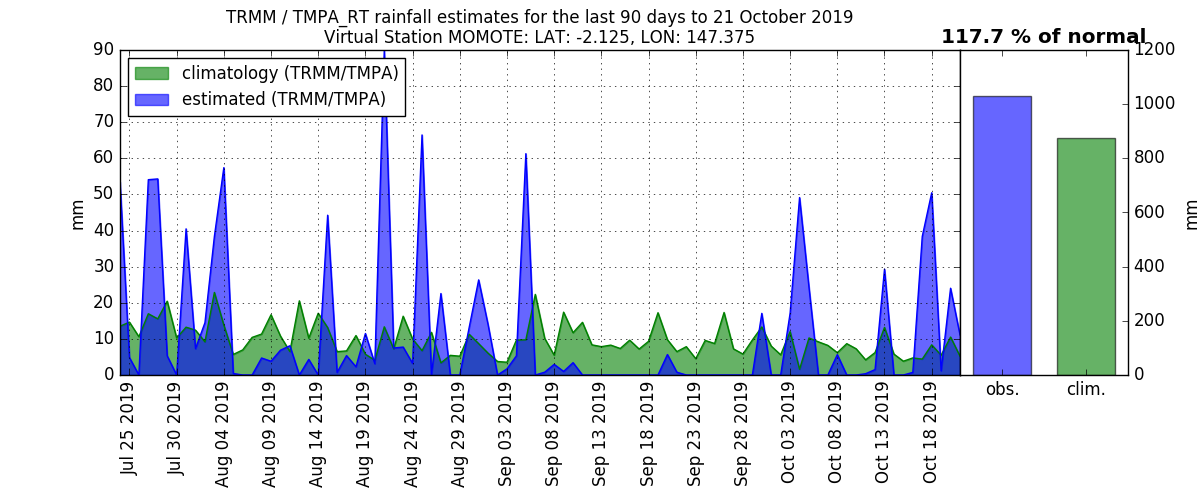 TRMM / TMPA_RT rainfall estimates for the last 90 days to 21 October 2019
Virtual Station MOMOTE: LAT: -2.125, LON: 147.375
117.7 % of normal
climatology (TRMM/TMPA)
estimated (TRMM/TMPA)
mm
90
80
70
60
50
40
30
20
10
0
Jul 25 2019
Jul 30 2019
Aug 04 2019
Aug 09 2019
Aug 14 2019
Aug 19 2019
Aug 24 2019
Aug 29 2019
Sep 03 2019
Sep 08 2019
Sep 13 2019
Sep 18 2019
Sep 23 2019
Sep 28 2019
Oct 03 2019
Oct 08 2019
Oct 13 2019
Oct 18 2019
obs.
clim.
1200
1000
800
600
400
200
0
mm